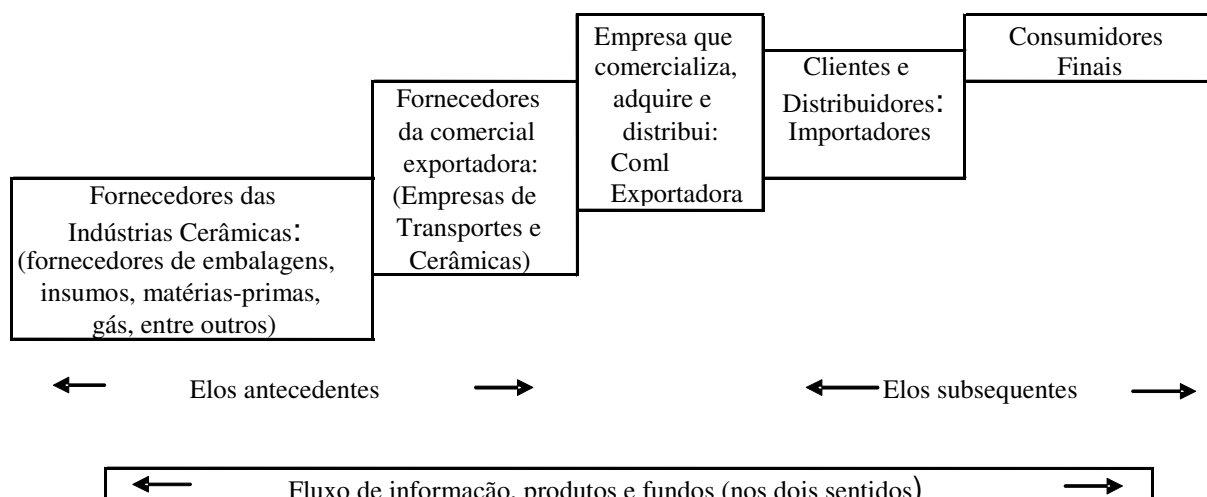 Fornecedores das
Indústrias Cerâmicas:
(fornecedores de embalagens,
insumos, matérias-primas,
gás, entre outros)
Fornecedores
da comercial
exportadora:
(Empresas de
Transportes e
Cerâmicas)
Empresa que
comercializa,
adquire e
distribui:
Coml
Exportadora
Clientes e
Distribuidores:
Importadores
Consumidores
Finais
Elos antecedentes
Elos subsequentes
Fluxo de informação, produtos e fundos (nos dois sentidos)